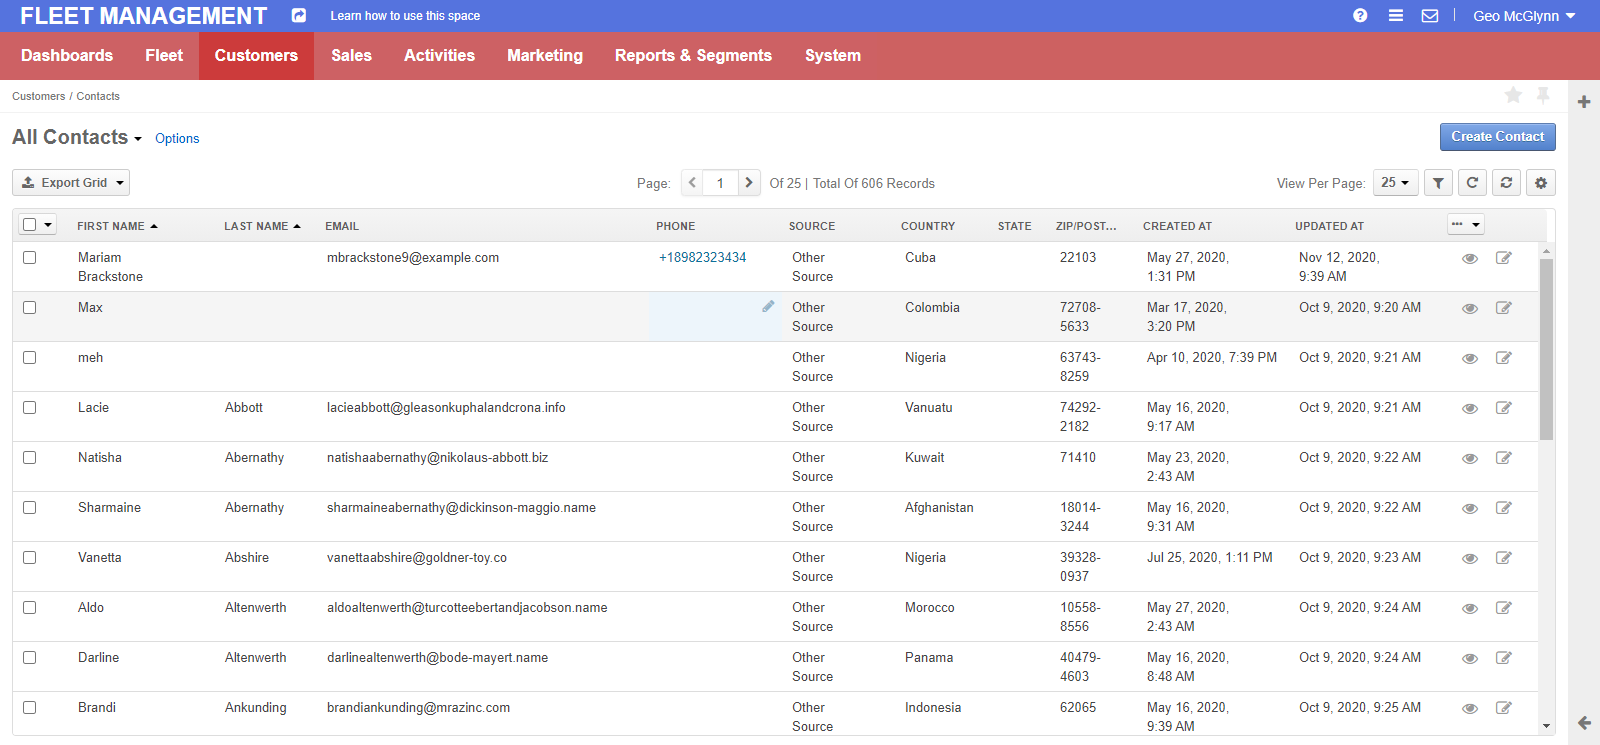 FLEET MANAGEMENT Learn how to use this space Geo McGlynn
Dashboards Fleet Customers Sales Activities Marketing Reports & Segments System
Customers / Contacts
All Contacts Options Create Contact
Export Grid Page: 1 Of 25 | Total Of 606 Records View Per Page: 25
FIRST NAME LAST NAME EMAIL PHONE SOURCE COUNTRY STATE ZIP/POST... CREATED AT UPDATED AT
Mariam mbrackstone9@example.com +18982323434 Other Cuba 22103 May 27, 2020, Nov 12, 2020,
Brackstone Source 1:31 PM 9:39 AM
Max Other Colombia 72708- Mar 17, 2020, Oct 9, 2020, 9:20 AM
Source 5633 3:20 PM
meh Other Nigeria 63743- Apr 10, 2020, 7:39 PM Oct 9, 2020, 9:21 AM
Source 8259
Lacie Abbott lacieabbott@gleasonkuphalandcrona.info Other Vanuatu 74292- May 16, 2020, Oct 9, 2020, 9:21 AM
Source 2182 9:17 AM
Natisha Abernathy natishaabernathy@nikolaus-abbott.biz Other Kuwait 71410 May 23, 2020, Oct 9, 2020, 9:22 AM
Source 2:43 AM
Sharmaine Abernathy sharmaineabernathy@dickinson-maggio.name Other Afghanistan 18014- May 16, 2020, Oct 9, 2020, 9:22 AM
Source 3244 9:31 AM
Vanetta Abshire vanettaabshire@goldner-toy.co Other Nigeria 39328- Jul 25, 2020, 1:11 PM Oct 9, 2020, 9:23 AM
Source 0937
Aldo Altenwerth aldoaltenwerth@turcotteebertandjacobson.name Other Morocco 10558- May 27, 2020, Oct 9, 2020, 9:24 AM
Source 8556 2:43 AM
Darline Altenwerth darlinealtenwerth@bode-mayert.name Other Panama 40479- May 16, 2020, Oct 9, 2020, 9:24 AM
Source 4603 8:48 AM
Brandi Ankunding brandiankunding@mrazinc.com Other Indonesia 62065 May 16, 2020, Oct 9, 2020, 9:25 AM
Source 9:39 AM